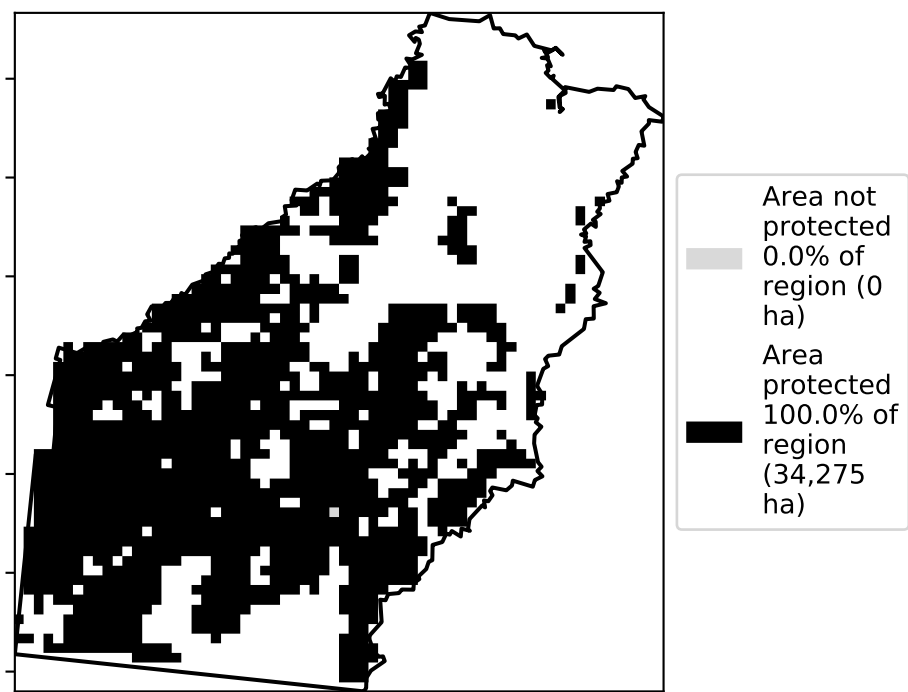 Area not
protected
0.0% of
region (0
ha)
Area
protected
100.0% of
region
(34,275
ha)